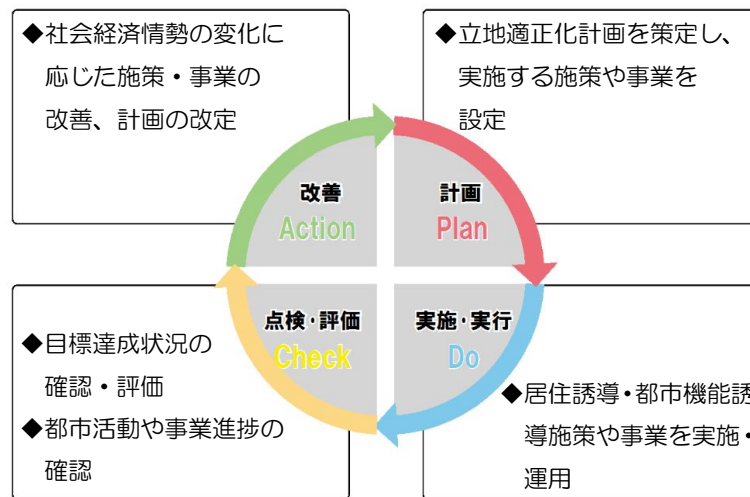 ◆社会経済情勢の変化に
応じた施策・事業の
改善、計画の改定
◆立地適正化計画を策定し、
実施する施策や事業を
設定
改善
Action
計画
Plan
点検・評価
Check
実施・実行
Do
◆目標達成状況の
確認・評価
◆都市活動や事業進捗の
確認
◆居住誘導・都市機能誘
導施策や事業を実施・
運用